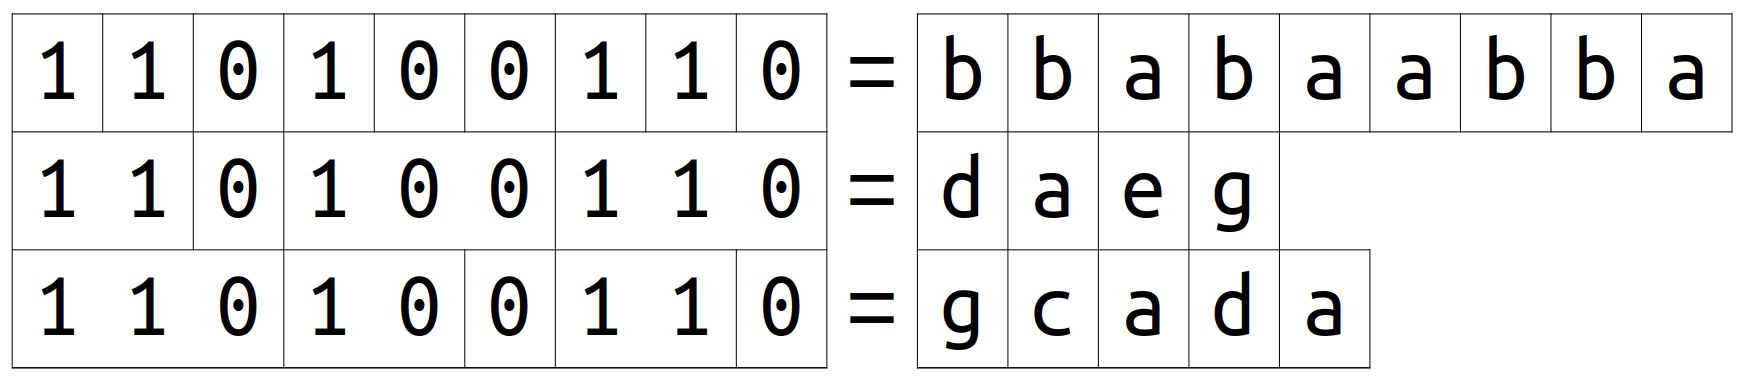 1 1 0 1 0 0 1 1 0 = b b a b a a b b a
1 1 0 1 0 0 1 1 0 = d a e g
1 1 0 1 0 0 1 1 0 = g c a d a